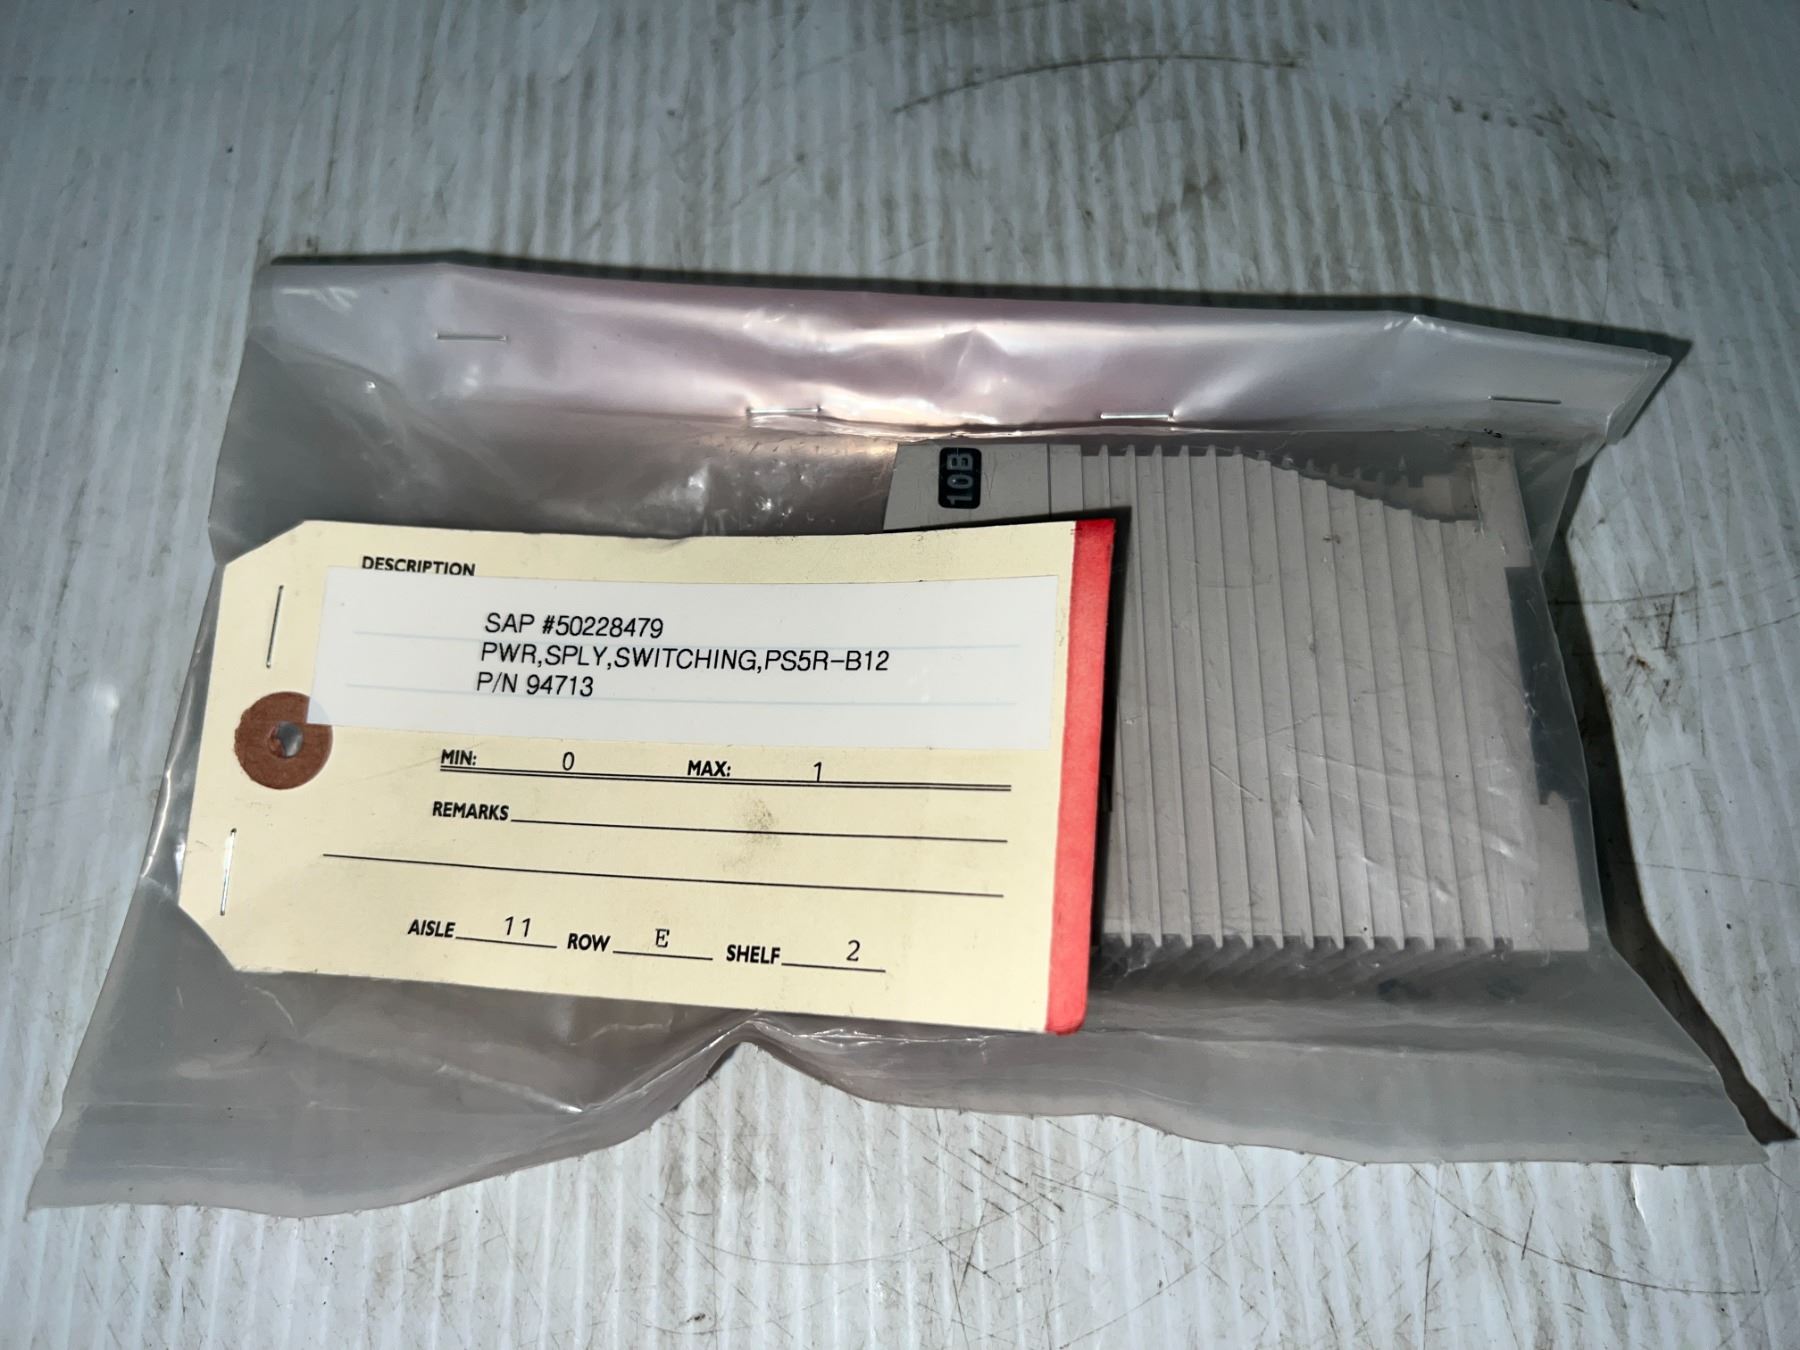 10B
DESCRIPTION
SAP #50228479
PWR,SPLY,SWITCHING,PS5R-B12
P/N 94713
MIN: 0 MAX: 1
REMARKS
AISLE 11 ROW E SHELF 2